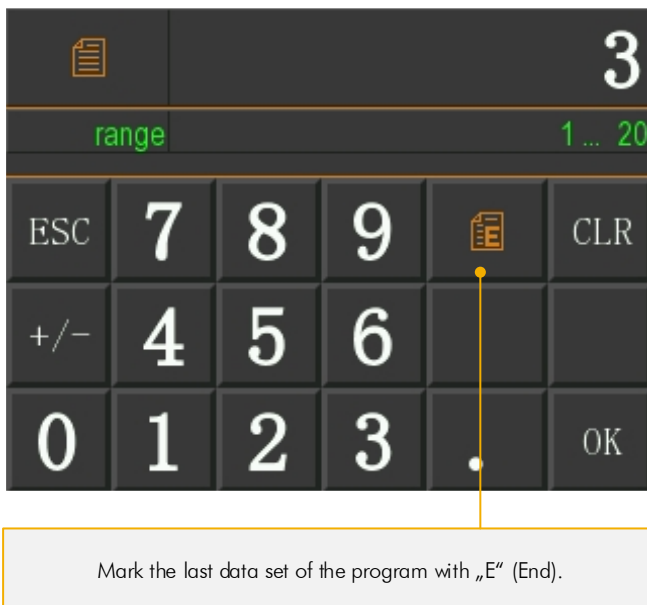 3
range 1 ... 20
ESC 7 8 9 E CLR
+/- 4 5 6
0 1 2 3 . OK
Mark the last data set of the program with „E“ (End).